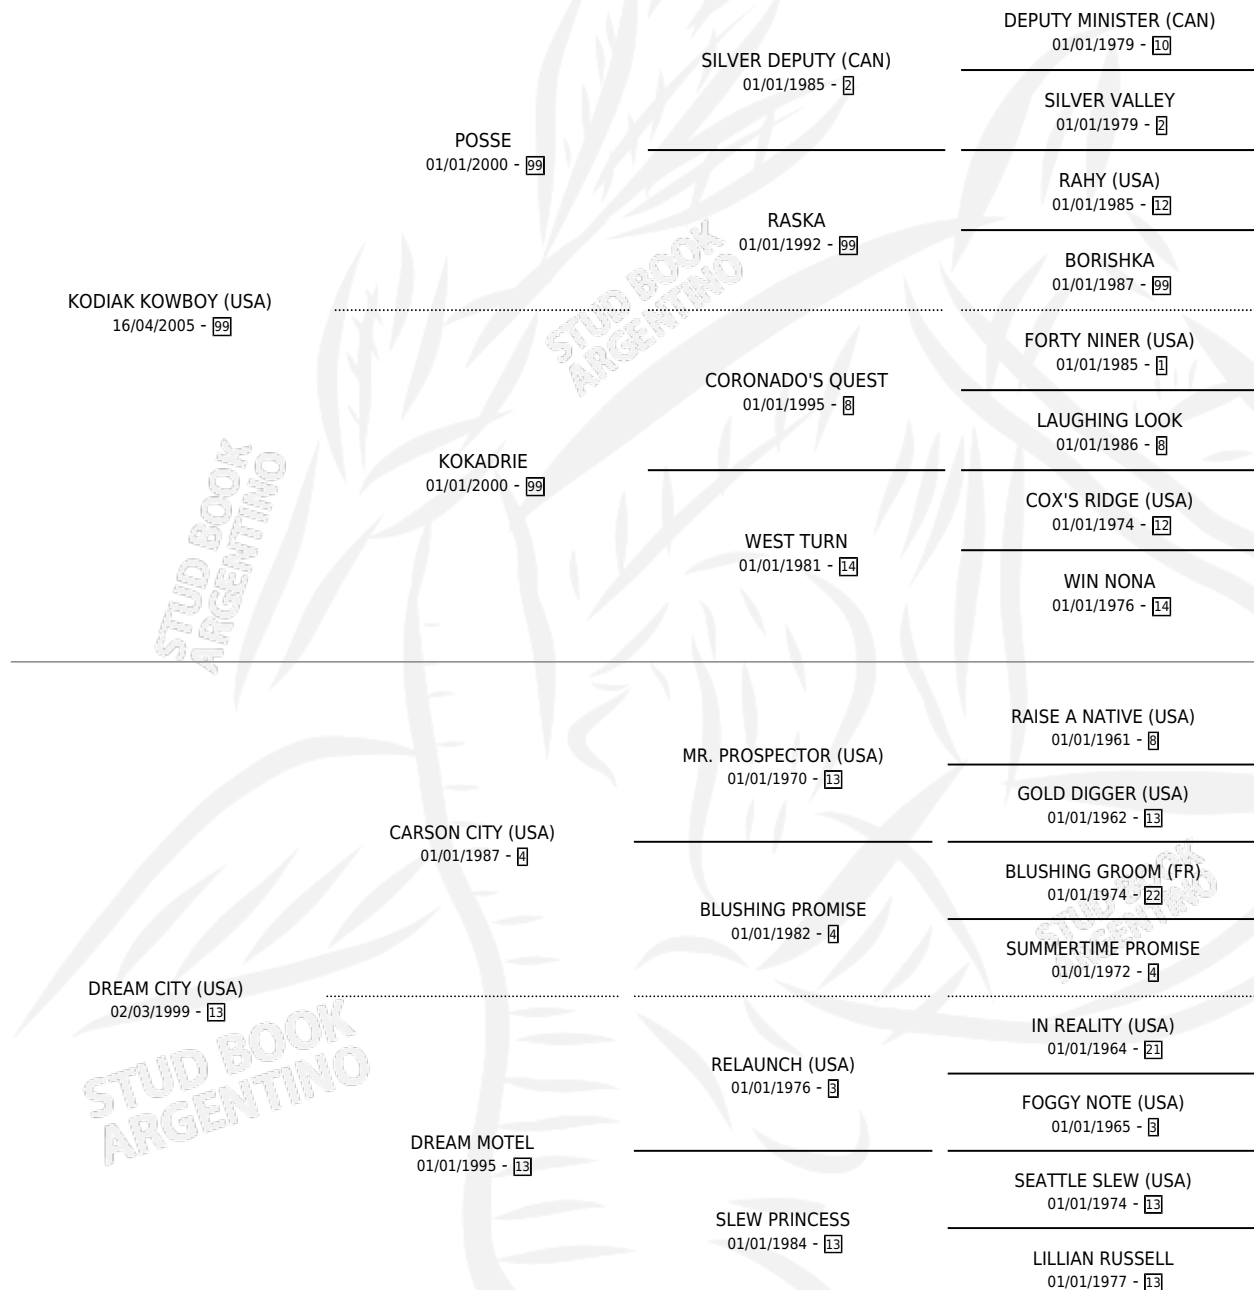 DEPUTY MINISTER (CAN)
01/01/1979 - 10
SILVER DEPUTY (CAN)
01/01/1985 - 2
SILVER VALLEY
01/01/1979 - 2
POSSE
01/01/2000 - 99
RAHY (USA)
01/01/1985 - 12
RASKA
01/01/1992 - 99
BORISHKA
01/01/1987 - 99
KODIAK KOWBOY (USA)
16/04/2005 - 99
FORTY NINER (USA)
01/01/1985 - 1
CORONADO'S QUEST
01/01/1995 - 8
LAUGHING LOOK
01/01/1986 - 8
KOKADRIE
01/01/2000 - 99
COX'S RIDGE (USA)
01/01/1974 - 12
WEST TURN
01/01/1981 - 14
WIN NONA
01/01/1976 - 14
RAISE A NATIVE (USA)
01/01/1961 - 8
MR. PROSPECTOR (USA)
01/01/1970 - 13
GOLD DIGGER (USA)
01/01/1962 - 13
CARSON CITY (USA)
01/01/1987 - 4
BLUSHING GROOM (FR)
01/01/1974 - 22
BLUSHING PROMISE
01/01/1982 - 4
SUMMERTIME PROMISE
01/01/1972 - 4
DREAM CITY (USA)
02/03/1999 - 13
IN REALITY (USA)
01/01/1964 - 21
RELAUNCH (USA)
01/01/1976 - 3
FOGGY NOTE (USA)
01/01/1965 - 3
DREAM MOTEL
01/01/1995 - 13
SEATTLE SLEW (USA)
01/01/1974 - 13
SLEW PRINCESS
01/01/1984 - 13
LILLIAN RUSSELL
01/01/1977 - 13
STUD BOOK
ARGENTINO
STUD BOOK
ARGENTINO
STUD BOOK
ARGENTINO
STUD BOOK
ARGENTINO